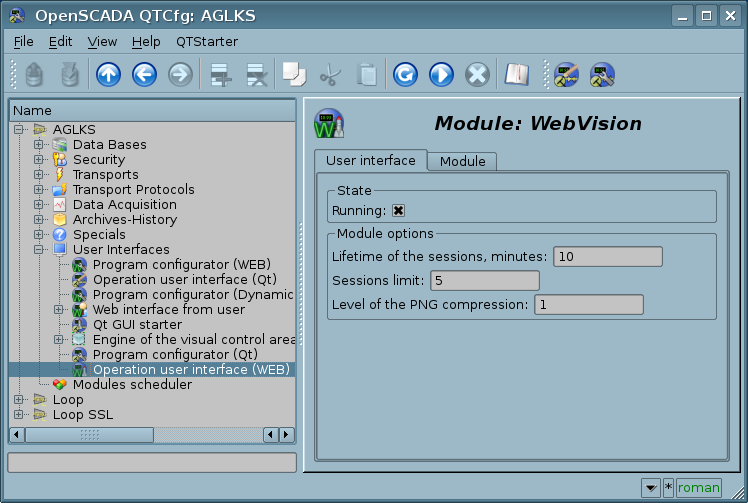 OpenSCADA QTCfg: AGLKS
File Edit View Help QTStarter
Name
AGLKS
Data Bases
Security
Transports
Transport Protocols
Data Acquisition
Archives-History
Specials
User Interfaces
Program configurator (WEB)
Operation user interface (Qt)
Program configurator (Dynamic
Web interface from user
Qt GUI starter
Engine of the visual control area
Program configurator (Qt)
Operation user interface (WEB)
Modules scheduler
Loop
Loop SSL
Module: WebVision
User interface Module
State
Running:
Module options
Lifetime of the sessions, minutes: 10
Sessions limit: 5
Level of the PNG compression: 1
* roman